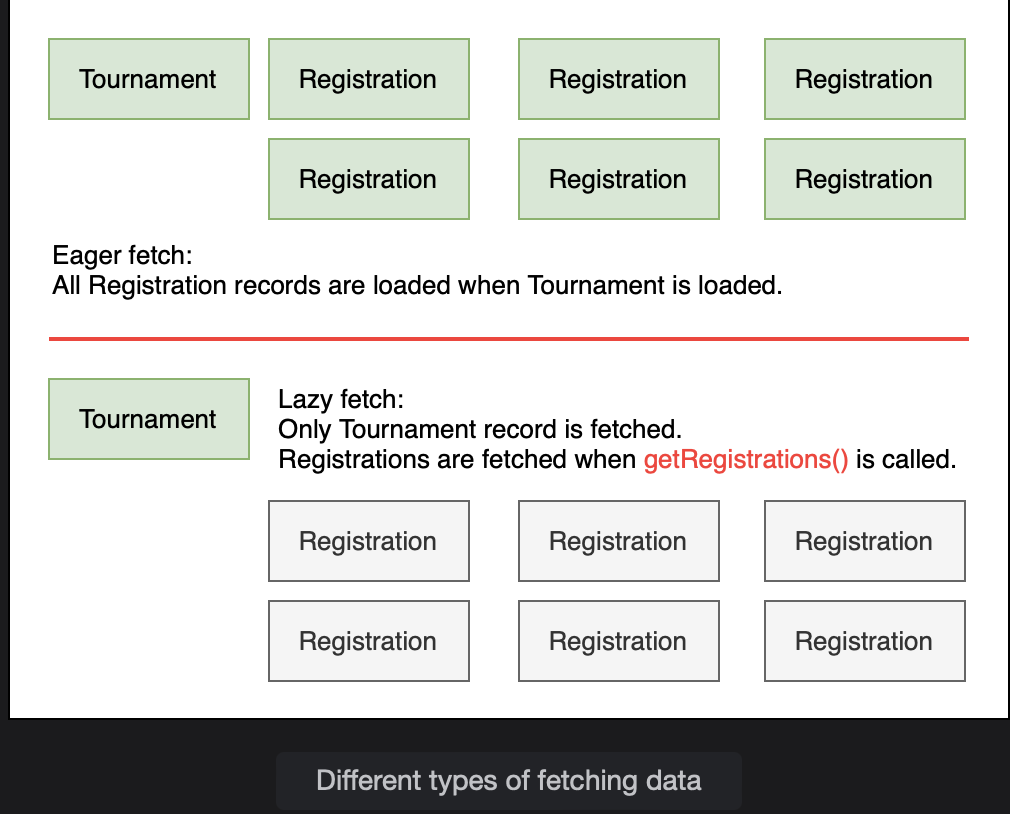 Tournament Registration Registration Registration
Registration Registration Registration
Eager fetch:
All Registration records are loaded when Tournament is loaded.
Tournament
Lazy fetch:
Only Tournament record is fetched.
Registrations are fetched when getRegistrations() is called.
Registration Registration Registration
Registration Registration Registration
Different types of fetching data